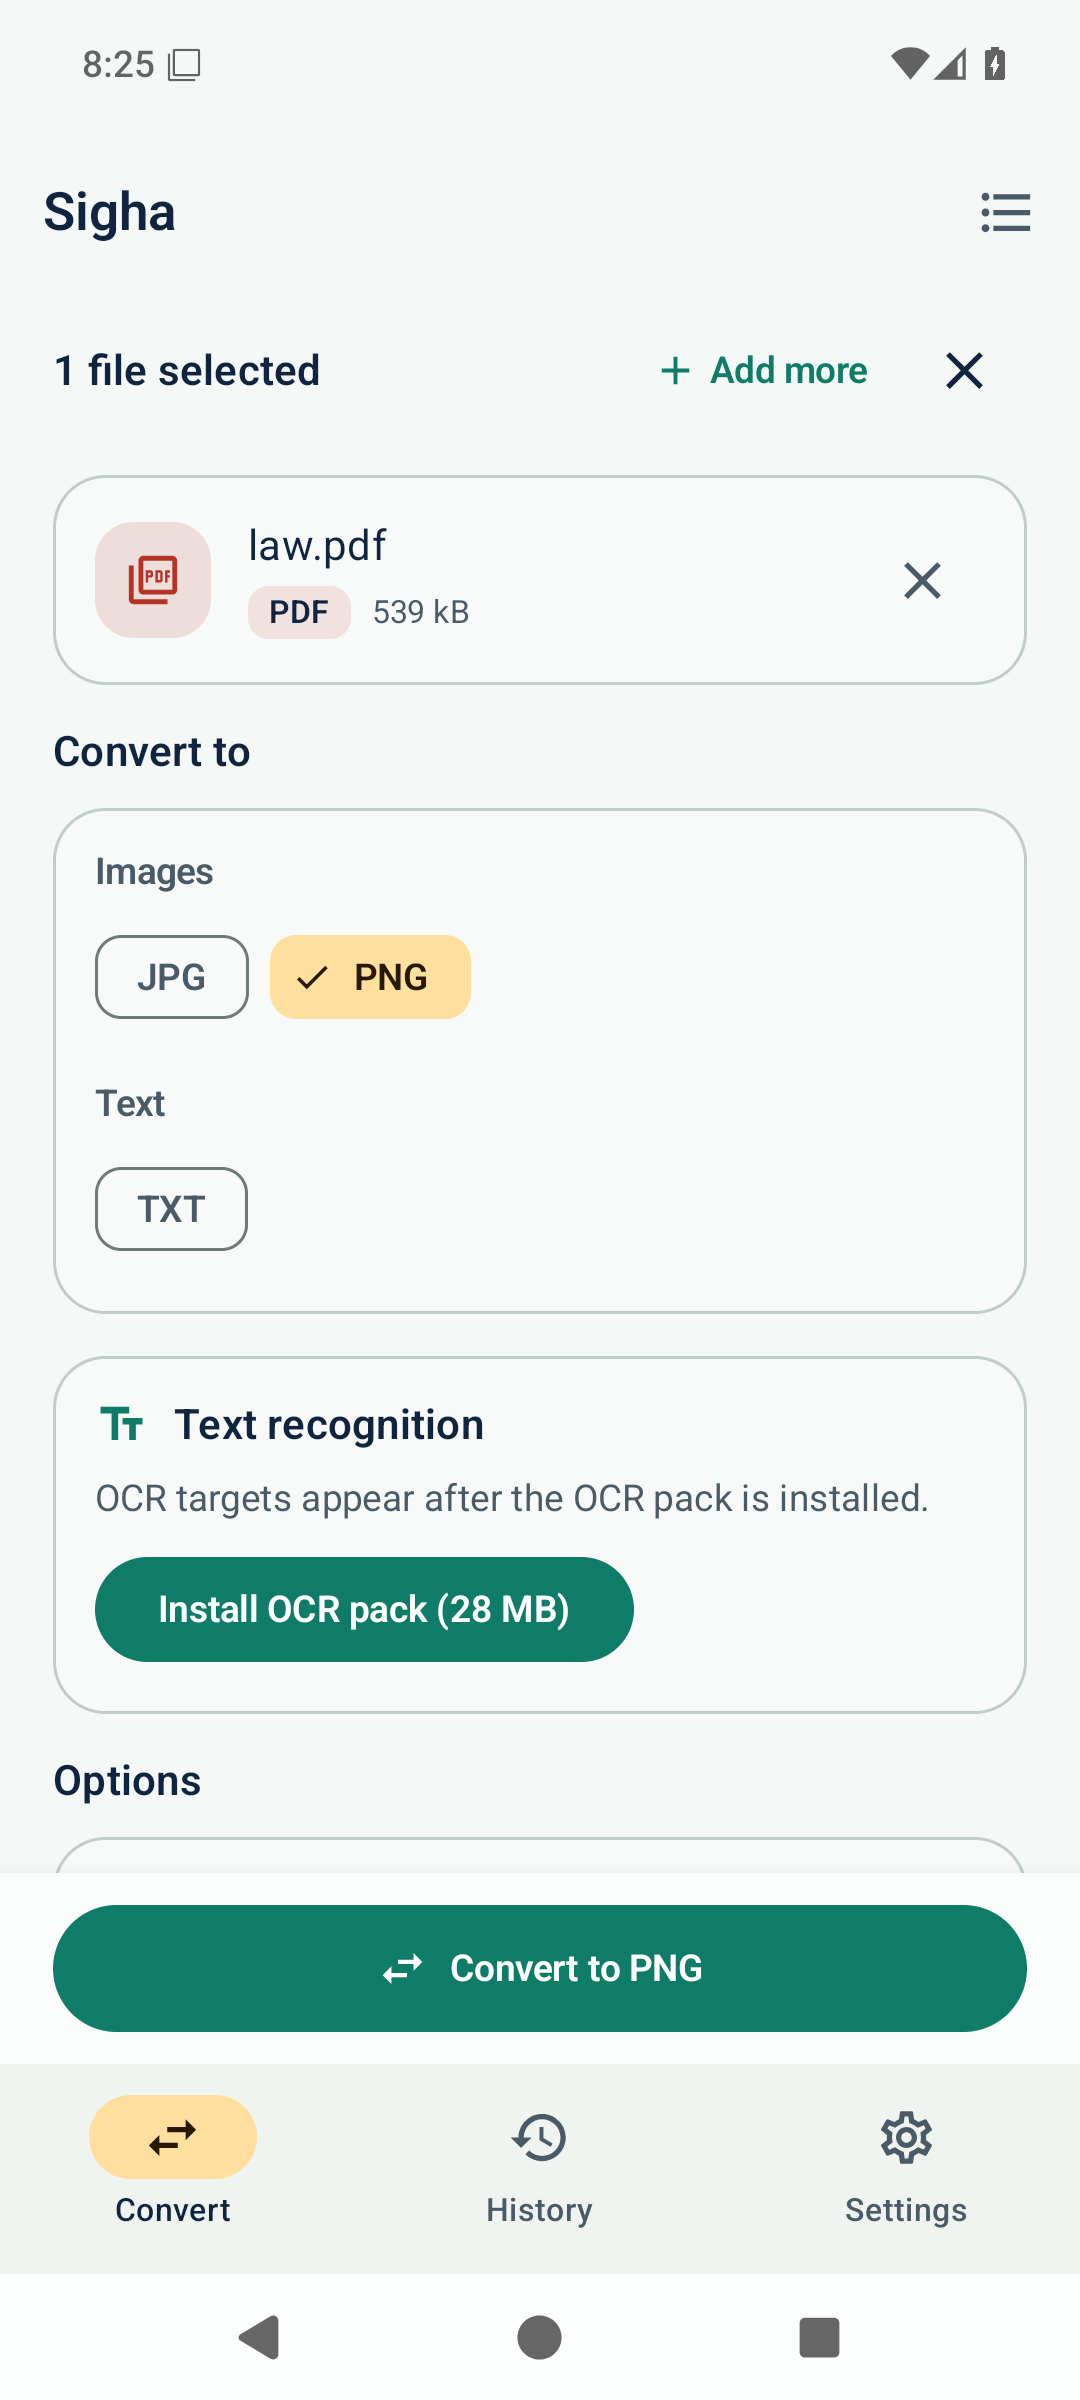 8:25
Sigha
1 file selected
Add more
law.pdf
PDF
PDF 539 kB
Convert to
Images
JPG PNG
Text
TXT
Text recognition
OCR targets appear after the OCR pack is installed.
Install OCR pack (28 MB)
Options
Convert to PNG
Convert History Settings